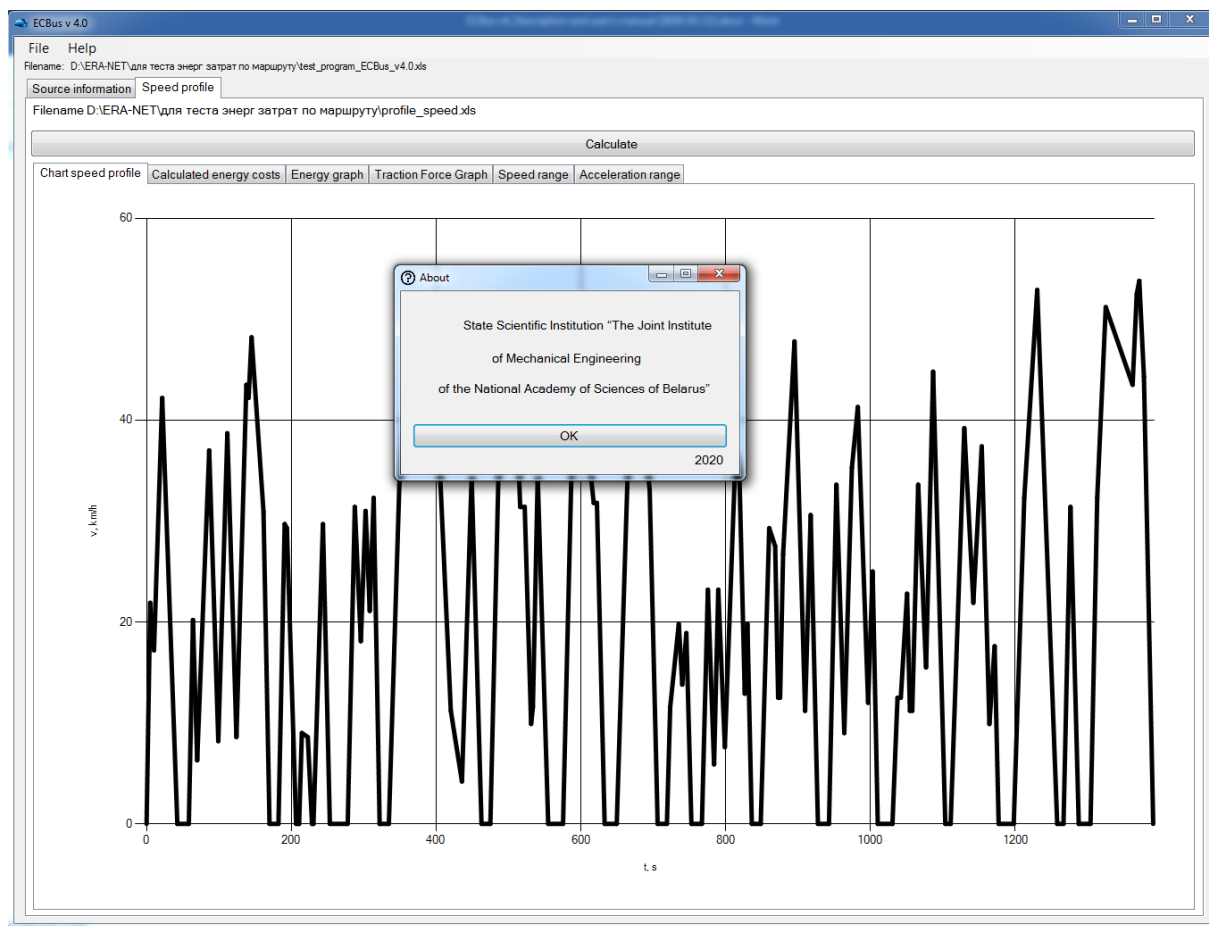 ECBus v 4.0
File Help
Filename: D:\ERA-NET\для теста энерг затрат по маршруту\test_program_ECBus_v4.0.xls
Source information Speed profile
Filename D:\ERA-NET\для теста энерг затрат по маршруту\profile_speed.xls
Calculate
Chart speed profile Calculated energy costs Energy graph Traction Force Graph Speed range Acceleration range
60
About
State Scientific Institution "The Joint Institute
of Mechanical Engineering
of the National Academy of Sciences of Belarus"
OK
2020
40
v, km/h
20
0
0 200 400 600 800 1000 1200
t, s